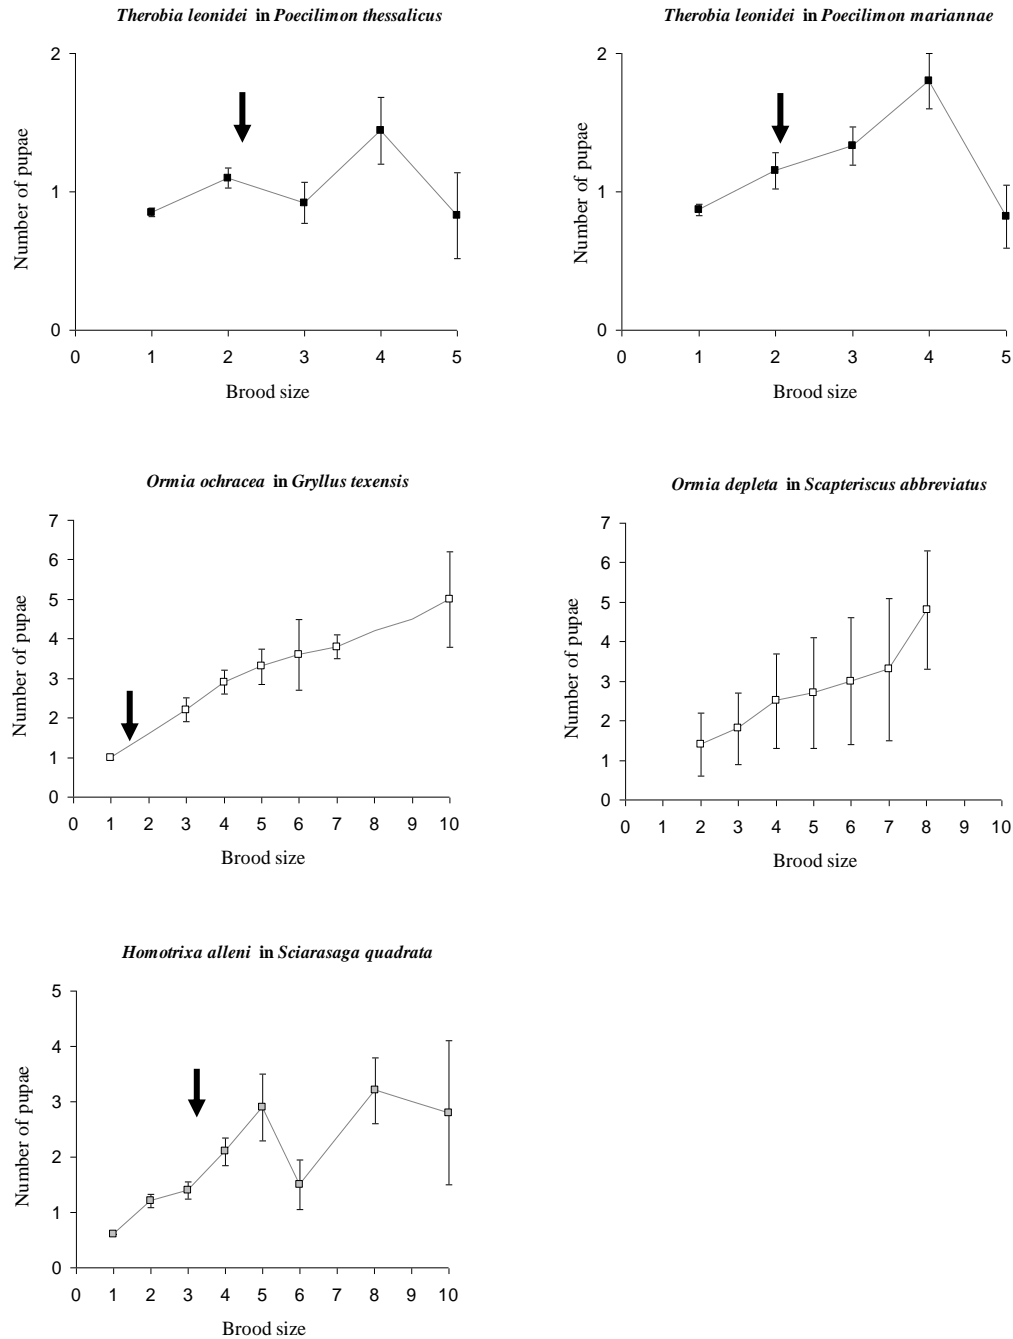 Therobia leonidei in Poecilimon thessalicus
2
1
0
Number of pupae
0 1 2 3 4 5
Brood size
Therobia leonidei in Poecilimon mariannae
2
1
0
Number of pupae
0 1 2 3 4 5
Brood size
Ormia ochracea in Gryllus texensis
7
6
5
4
3
2
1
0
Number of pupae
0 1 2 3 4 5 6 7 8 9 10
Brood size
Ormia depleta in Scapteriscus abbreviatus
7
6
5
4
3
2
1
0
Number of pupae
0 1 2 3 4 5 6 7 8 9 10
Brood size
Homotrixa alleni in Sciarasaga quadrata
5
4
3
2
1
0
Number of pupae
0 1 2 3 4 5 6 7 8 9 10
Brood size